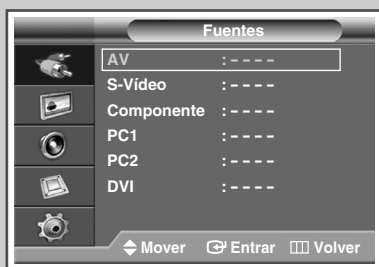 Fuentes
AV : - - - -
S-Vídeo : - - - -
Componente : - - - -
PC1 : - - - -
PC2 : - - - -
DVI : - - - -
Mover Entrar Volver